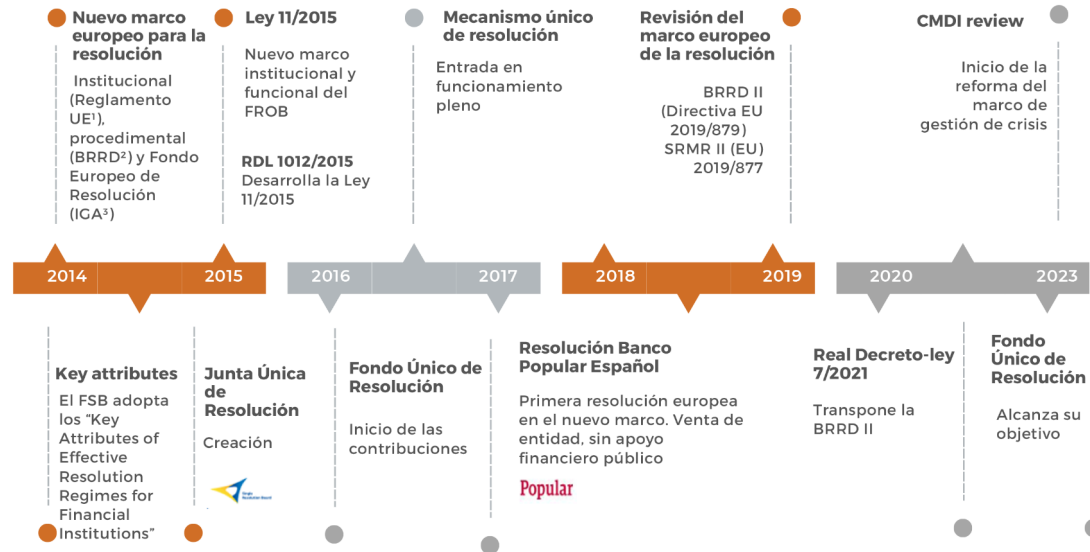 Nuevo marco
europeo para la
resolución
Institucional
(Reglamento
UE¹),
procedimental
(BRRD²) y Fondo
Europeo de
Resolución
(IGA³)
Ley 11/2015
Nuevo marco
institucional y
funcional del
FROB
RDL 1012/2015
Desarrolla la Ley
11/2015
Mecanismo único
de resolución
Entrada en
funcionamiento
pleno
Revisión del
marco europeo
de la resolución
BRRD II
(Directiva EU
2019/879)
SRMR II (EU)
2019/877
CMDI review
Inicio de la
reforma del
marco de
gestión de crisis
2014
2015
2016
2017
2018
2019
2020
2023
Key attributes
El FSB adopta
los “Key
Attributes of
Effective
Resolution
Regimes for
Financial
Institutions”
Junta Única
de
Resolución
Creación
Fondo Único de
Resolución
Inicio de las
contribuciones
Resolución Banco
Popular Español
Primera resolución europea
en el nuevo marco. Venta de
entidad, sin apoyo
financiero público
Popular
Real Decreto-ley
7/2021
Transpone la
BRRD II
Fondo
Único de
Resolución
Alcanza su
objetivo